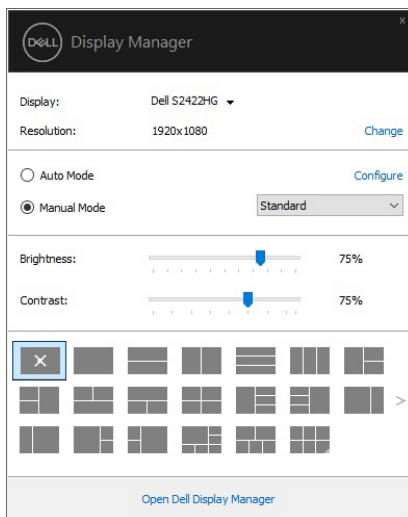 x
DELL Display Manager
Display: Dell S2422HG
Resolution: 1920x1080 Change
Auto Mode Configure
Manual Mode Standard
Brightness: 75%
Contrast: 75%
Open Dell Display Manager